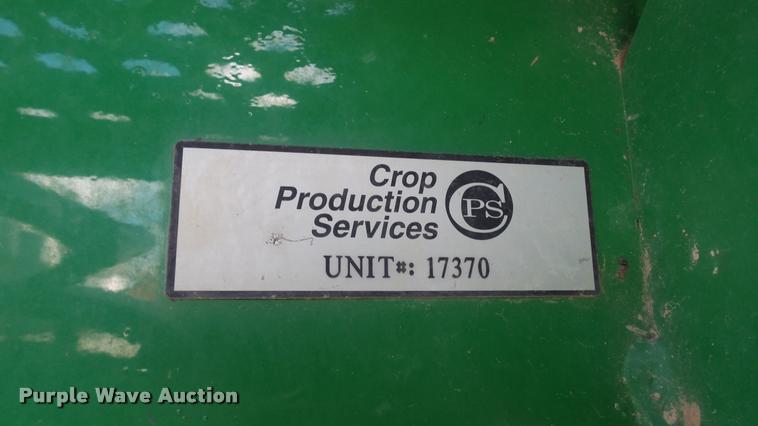 Crop
Production
Services
CPS
UNIT#: 17370
Purple Wave Auction